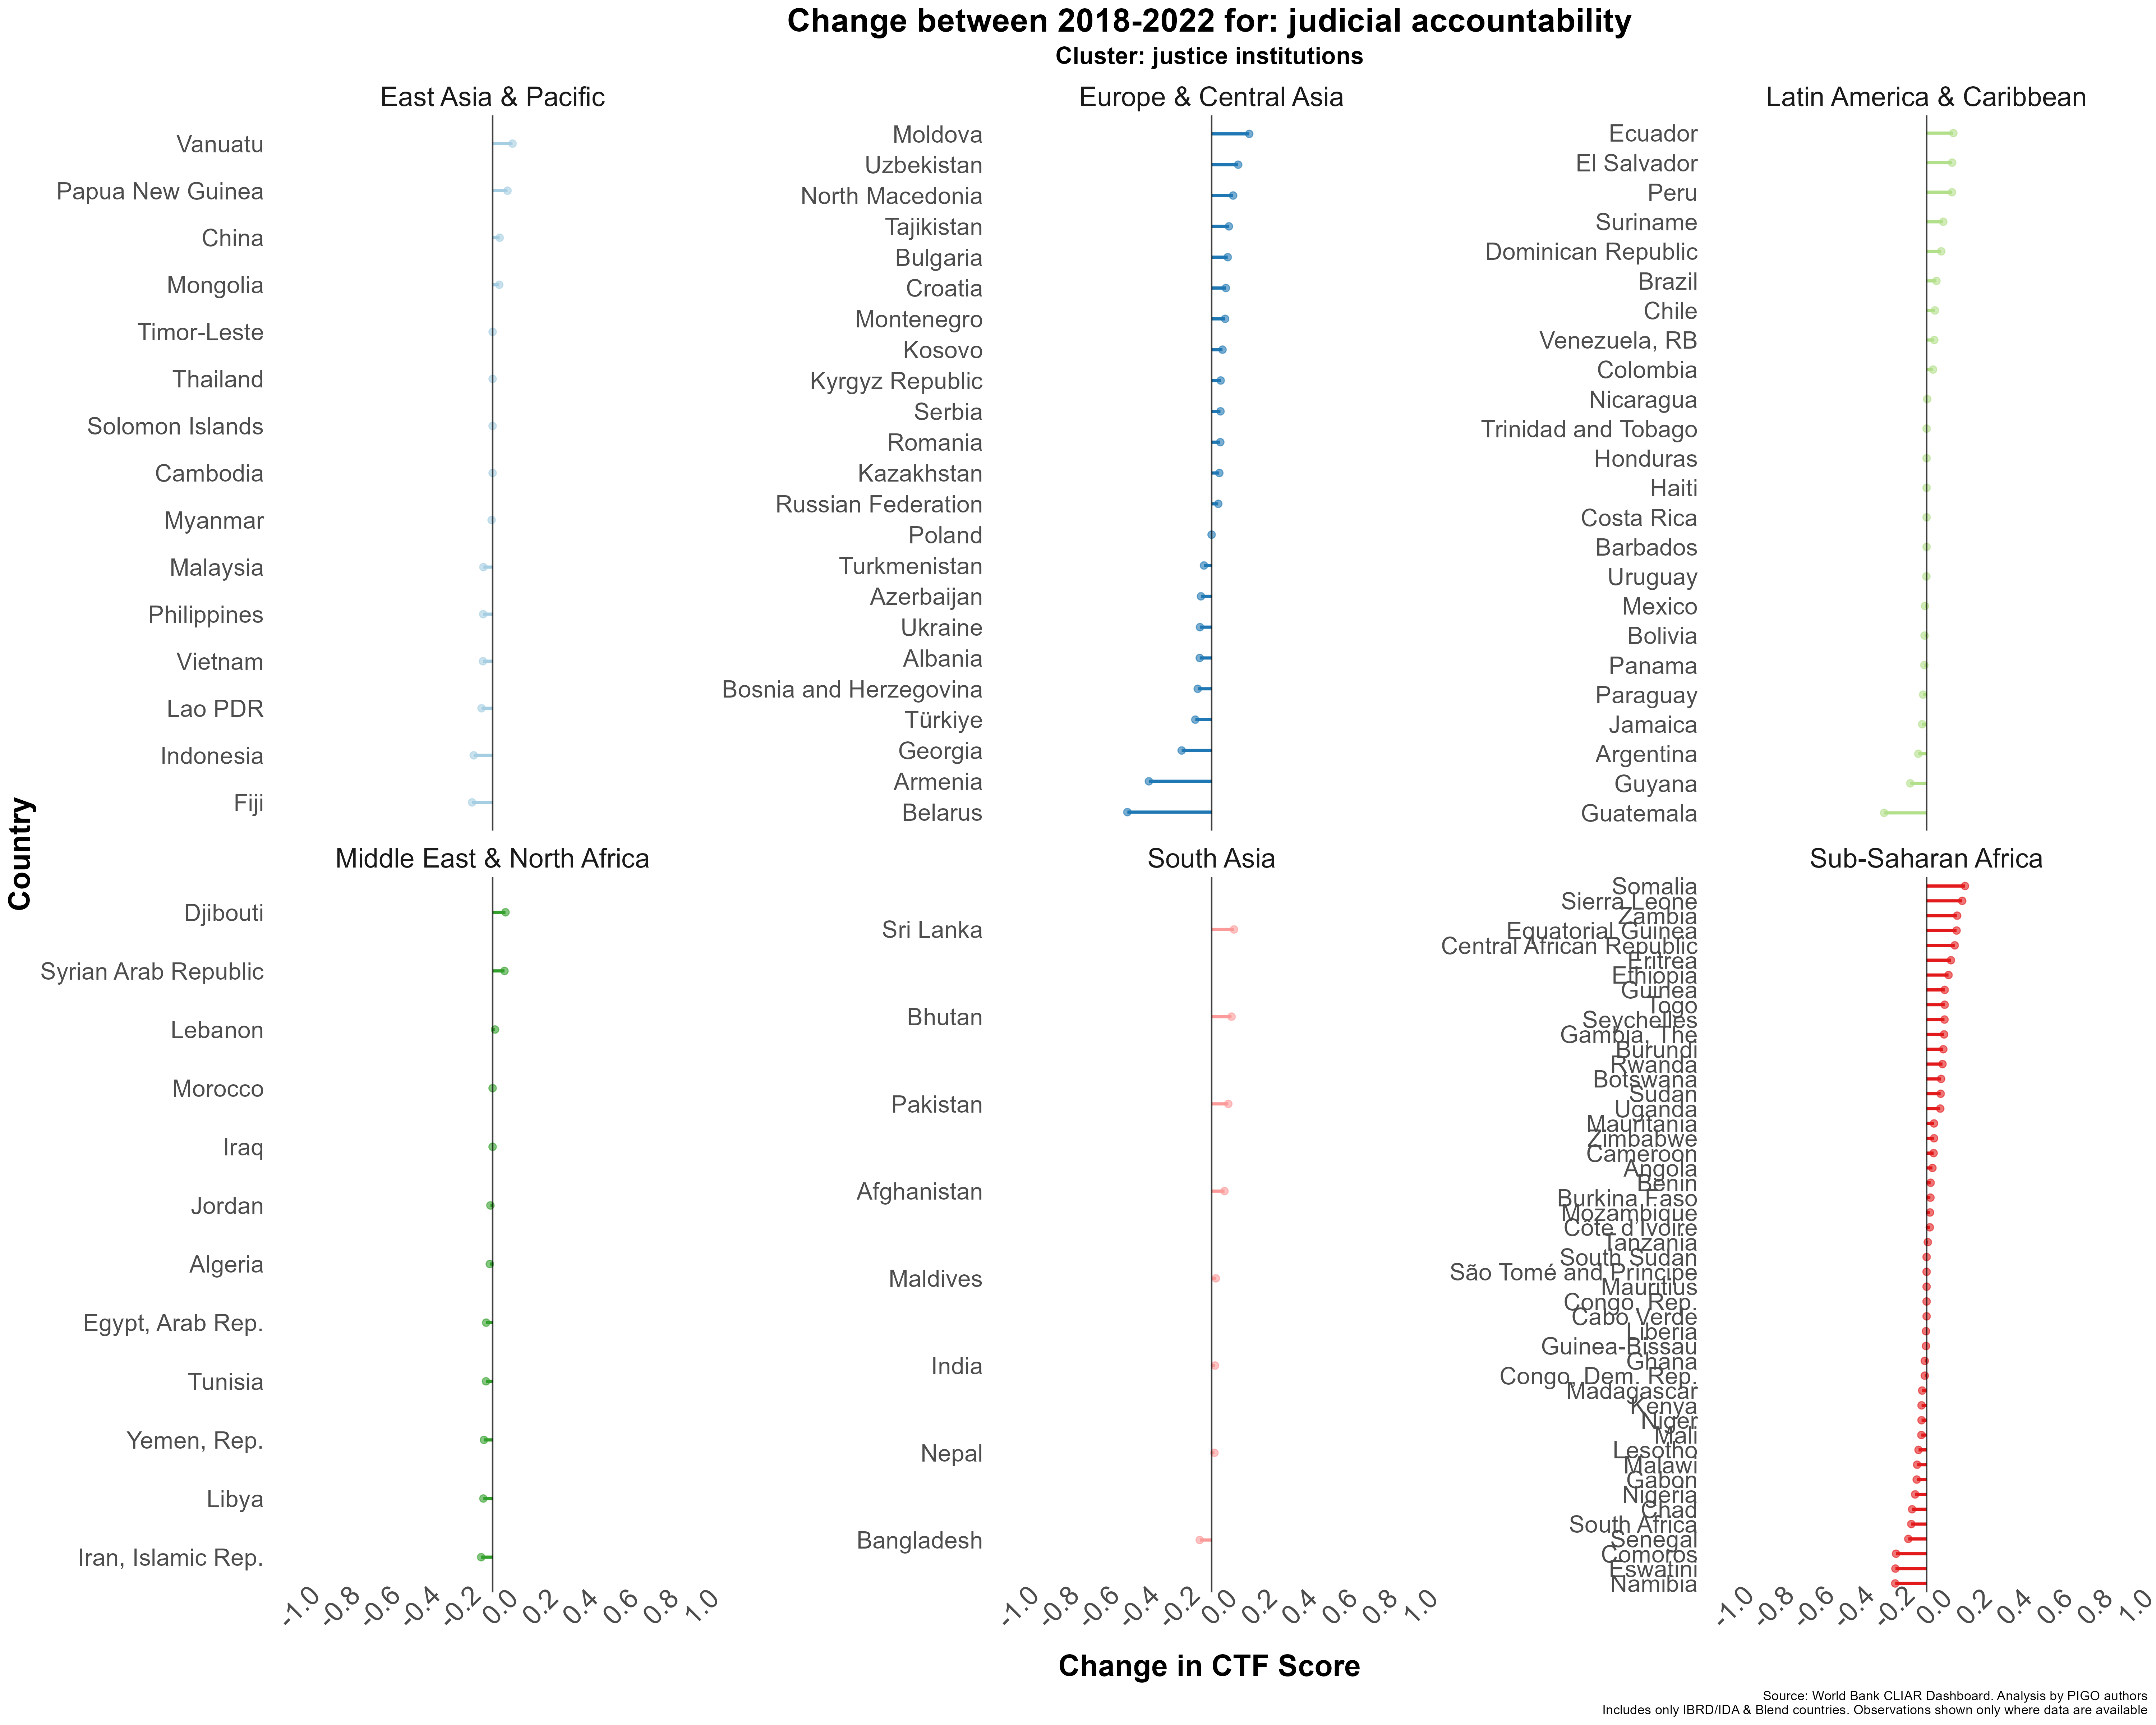 Change between 2018-2022 for: judicial accountability
Cluster: justice institutions
East Asia & Pacific
Vanuatu
Papua New Guinea
China
Mongolia
Timor-Leste
Thailand
Solomon Islands
Cambodia
Myanmar
Malaysia
Philippines
Vietnam
Lao PDR
Indonesia
Fiji
Europe & Central Asia
Moldova
Uzbekistan
North Macedonia
Tajikistan
Bulgaria
Croatia
Montenegro
Kosovo
Kyrgyz Republic
Serbia
Romania
Kazakhstan
Russian Federation
Poland
Turkmenistan
Azerbaijan
Ukraine
Albania
Bosnia and Herzegovina
Türkiye
Georgia
Armenia
Belarus
Latin America & Caribbean
Ecuador
El Salvador
Peru
Suriname
Dominican Republic
Brazil
Chile
Venezuela, RB
Colombia
Nicaragua
Trinidad and Tobago
Honduras
Haiti
Costa Rica
Barbados
Uruguay
Mexico
Bolivia
Panama
Paraguay
Jamaica
Argentina
Guyana
Guatemala
Country
Middle East & North Africa
Djibouti
Syrian Arab Republic
Lebanon
Morocco
Iraq
Jordan
Algeria
Egypt, Arab Rep.
Tunisia
Yemen, Rep.
Libya
Iran, Islamic Rep.
-1.0 -0.8 -0.6 -0.4 -0.2 0.0 0.2 0.4 0.6 0.8 1.0
South Asia
Sri Lanka
Bhutan
Pakistan
Afghanistan
Maldives
India
Nepal
Bangladesh
-1.0 -0.8 -0.6 -0.4 -0.2 0.0 0.2 0.4 0.6 0.8 1.0
Sub-Saharan Africa
Somalia
Sierra Leone
Zambia
Equatorial Guinea
Central African Republic
Eritrea
Ethiopia
Guinea
Togo
Seychelles
Gambia, The
Burundi
Rwanda
Botswana
Sudan
Uganda
Mauritania
Zimbabwe
Cameroon
Angola
Benin
Burkina Faso
Mozambique
Côte d'Ivoire
Tanzania
South Sudan
São Tomé and Príncipe
Mauritius
Congo, Rep.
Cabo Verde
Liberia
Guinea-Bissau
Ghana
Congo, Dem. Rep.
Madagascar
Kenya
Niger
Mali
Lesotho
Malawi
Gabon
Nigeria
Chad
South Africa
Senegal
Comoros
Eswatini
Namibia
-1.0 -0.8 -0.6 -0.4 -0.2 0.0 0.2 0.4 0.6 0.8 1.0
Change in CTF Score
Source: World Bank CLIAR Dashboard. Analysis by PIGO authors
Includes only IBRD/IDA & Blend countries. Observations shown only where data are available